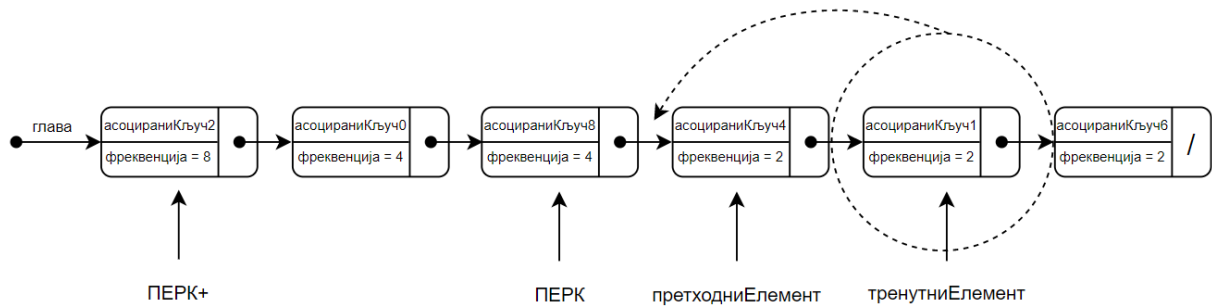 глава
асоцираниКључ2
фреквенција = 8
асоцираниКључ0
фреквенција = 4
асоцираниКључ8
фреквенција = 4
асоцираниКључ4
фреквенција = 2
асоцираниКључ1
фреквенција = 2
асоцираниКључ6
фреквенција = 2
/
ПЕРК+
ПЕРК
претходниЕлемент
тренутниЕлемент